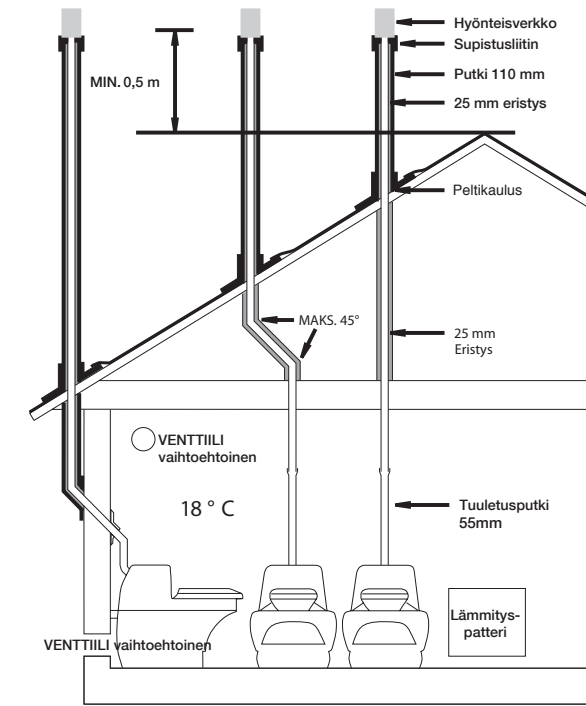 Hyönteisverkko
Supistusliitin
Putki 110 mm
25 mm eristys
MIN. 0,5 m
Peltikaulus
MAKS. 45°
25 mm
Eristys
VENTTIILI
vaihtoehtoinen
18 ° C
Tuuletusputki
55mm
Lämmitys-
patteri
VENTTIILI vaihtoehtoinen